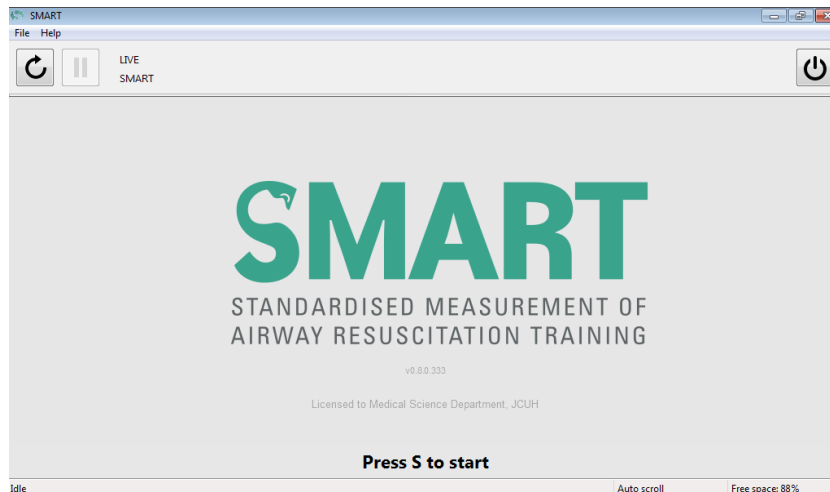 SMART
File Help
LIVE
SMART
SMART
STANDARDISED MEASUREMENT OF
AIRWAY RESUSCITATION TRAINING
v0.8.0.333
Licensed to Medical Science Department, JCUH
Press S to start
Idle Auto scroll Free space: 88%